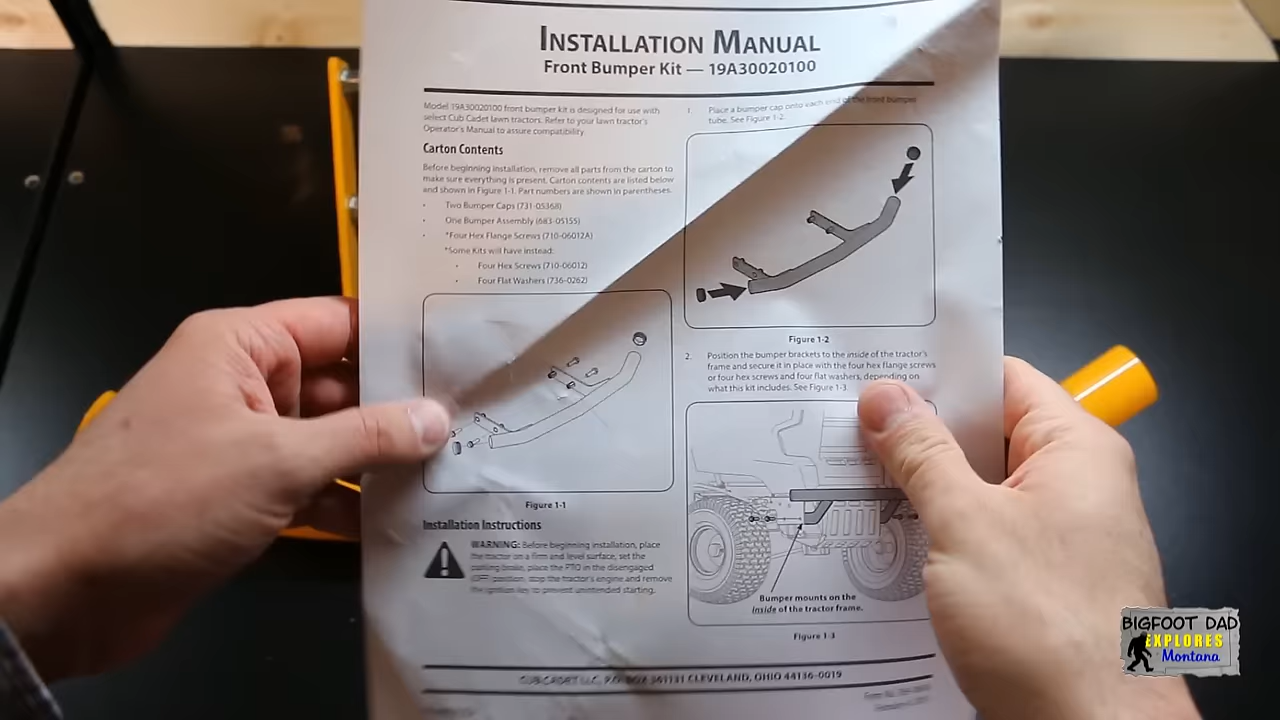 INSTALLATION MANUAL
Front Bumper Kit — 19A30020100
Model 19A30020100 front bumper kit is designed for use with
select Cub Cadet lawn tractors. Refer to your lawn tractor's
Operator's Manual to assure compatibility.
Carton Contents
Before beginning installation, remove all parts from the carton to
make sure everything is present. Carton contents are listed below
and shown in Figure 1-1. Part numbers are shown in parentheses.
· Two Bumper Caps (731-05368)
· One Bumper Assembly (683-05155)
· *Four Hex Flange Screws (710-06012A)
*Some Kits will have instead:
· Four Hex Screws (710-06012)
· Four Flat Washers (736-0262)
Figure 1-1
Installation Instructions
WARNING: Before beginning installation, place
the tractor on a firm and level surface, set the
parking brake, place the PTO in the disengaged
(OFF) position, stop the tractor's engine and remove
the ignition key to prevent unintended starting.
1. Place a bumper cap onto each end of the front bumper
tube. See Figure 1-2.
Figure 1-2
2. Position the bumper brackets to the inside of the tractor's
frame and secure it in place with the four hex flange screws
or four hex screws and four flat washers, depending on
what this kit includes. See Figure 1-3.
Bumper mounts on the
inside of the tractor frame.
Figure 1-3
CUB CADET LLC, P.O. BOX 361131 CLEVELAND, OHIO 44136-0019
Form No.
BIGFOOT DAD
EXPLORES
Montana